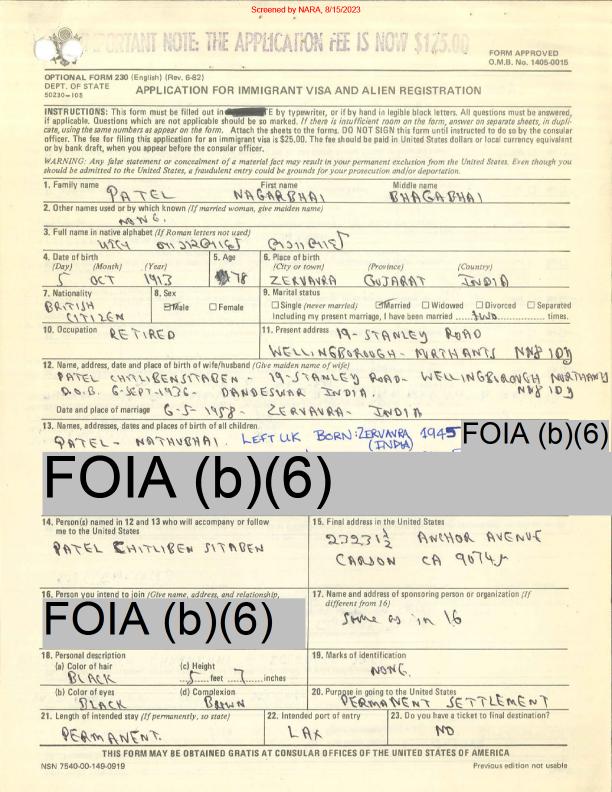 Screened by NARA, 8/15/2023
IMPORTANT NOTE: THE APPLICATION FEE IS NOW $125.00
FORM APPROVED
O.M.B. No. 1405-0015
OPTIONAL FORM 230 (English) (Rev. 6-82)
DEPT. OF STATE
50230-105
APPLICATION FOR IMMIGRANT VISA AND ALIEN REGISTRATION
INSTRUCTIONS: This form must be filled out in TE by typewriter, or if by hand in legible block letters. All questions must be answered,
if applicable. Questions which are not applicable should be so marked. If there is insufficient room on the form, answer on separate sheets, in dupli-
cate, using the same numbers as appear on the form. Attach the sheets to the forms. DO NOT SIGN this form until instructed to do so by the consular
officer. The fee for filing this application for an immigrant visa is $25.00. The fee should be paid in United States dollars or local currency equivalent
or by bank draft, when you appear before the consular officer.
WARNING: Any false statement or concealment of a material fact may result in your permanent exclusion from the United States. Even though you
should be admitted to the United States, a fraudulent entry could be grounds for your prosecution and/or deportation.
1. Family name First name Middle name
PATEL NAGARBHAI BHAGABHAI
2. Other names used or by which known (If married woman, give maiden name)
NONE.
3. Full name in native alphabet (If Roman letters not used)
પટેલ નાગરભાઈ ભગાભાઈ
4. Date of birth 5. Age 6. Place of birth
(Day) (Month) (Year) (City or town) (Province) (Country)
5 OCT 1913 78 ZERVAVRA GUJARAT INDIA
7. Nationality 8. Sex 9. Marital status
BRITISH CITIZEN
Male Female
Single (never married) Married Widowed Divorced Separated
Including my present marriage, I have been married two times.
10. Occupation RETIRED
11. Present address 19-STANLEY ROAD
WELLINGBOROUGH- NORTHANTS NN8 1DY
12. Name, address, date and place of birth of wife/husband (Give maiden name of wife)
PATEL CHITLIBENSITABEN - 19-STANLEY ROAD- WELLINGBOROUGH NORTHANTS
D.O.B. 6-SEPT-1936- DANDESWAR INDIA. NN8 1DY
Date and place of marriage 6-5-1958- ZERVAVRA- INDIA
13. Names, addresses, dates and places of birth of all children.
PATEL- NATHUBHAI. LEFT UK BORN: ZERVAVRA 1945 FOIA (b)(6)
(INDIA)
FOIA (b)(6)
14. Person(s) named in 12 and 13 who will accompany or follow
me to the United States
PATEL CHITLIBEN SITABEN
15. Final address in the United States
23231½ ANCHOR AVENUE
CARSON CA 90745
16. Person you intend to join (Give name, address, and relationship,
FOIA (b)(6)
17. Name and address of sponsoring person or organization (If
different from 16)
Same as in 16
18. Personal description
(a) Color of hair (c) Height
BLACK 5 feet 7 inches
(b) Color of eyes (d) Complexion
BLACK BROWN
19. Marks of identification
NONE.
20. Purpose in going to the United States
PERMANENT SETTLEMENT
21. Length of intended stay (If permanently, so state)
PERMANENT.
22. Intended port of entry
LAX
23. Do you have a ticket to final destination?
NO
THIS FORM MAY BE OBTAINED GRATIS AT CONSULAR OFFICES OF THE UNITED STATES OF AMERICA
NSN 7540-00-149-0919 Previous edition not usable